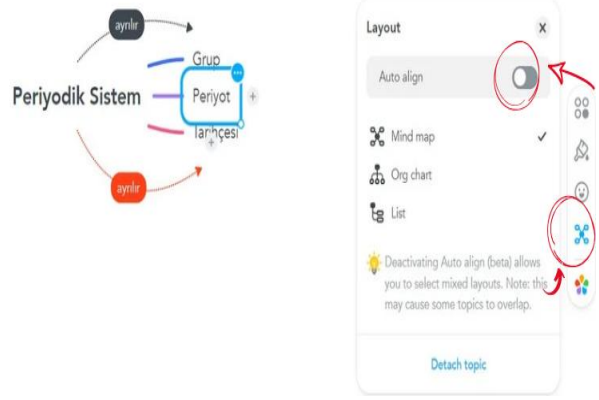 ayrılır
Grup
Periyodik Sistem
Periyot
Tarihçesi
ayrılır
Layout
X
Auto align
Mind map
Org chart
List
Deactivating Auto align (beta) allows
you to select mixed layouts. Note: this
may cause some topics to overlap.
Detach topic